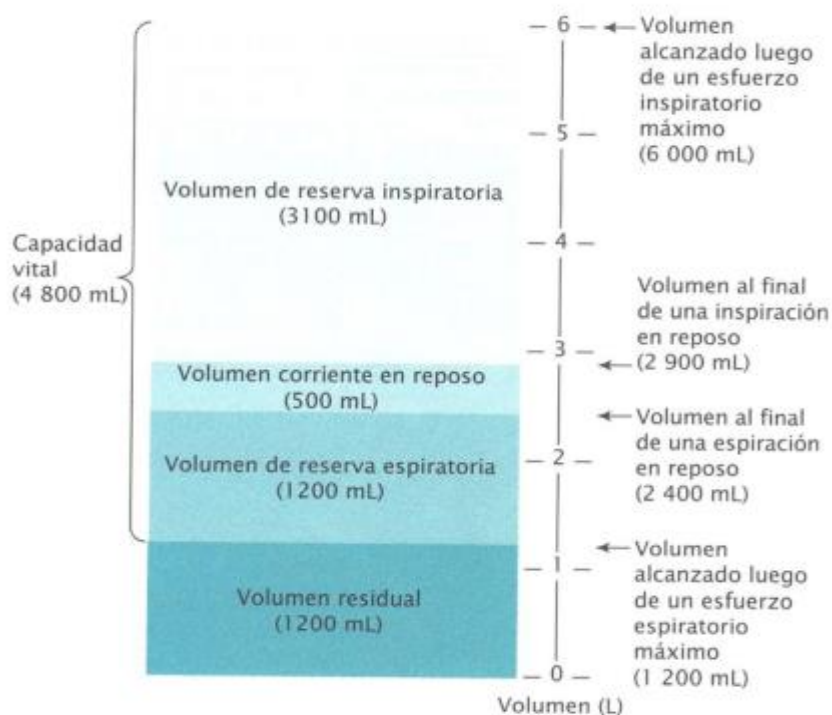 Capacidad
vital
(4 800 mL)
Volumen de reserva inspiratoria
(3100 mL)
Volumen corriente en reposo
(500 mL)
Volumen de reserva espiratoria
(1200 mL)
Volumen residual
(1200 mL)
6
5
4
3
2
1
0
Volumen (L)
Volumen
alcanzado luego
de un esfuerzo
inspiratorio
máximo
(6 000 mL)
Volumen al final
de una inspiración
en reposo
(2 900 mL)
Volumen al final
de una espiración
en reposo
(2 400 mL)
Volumen
alcanzado luego
de un esfuerzo
espiratorio
máximo
(1 200 mL)